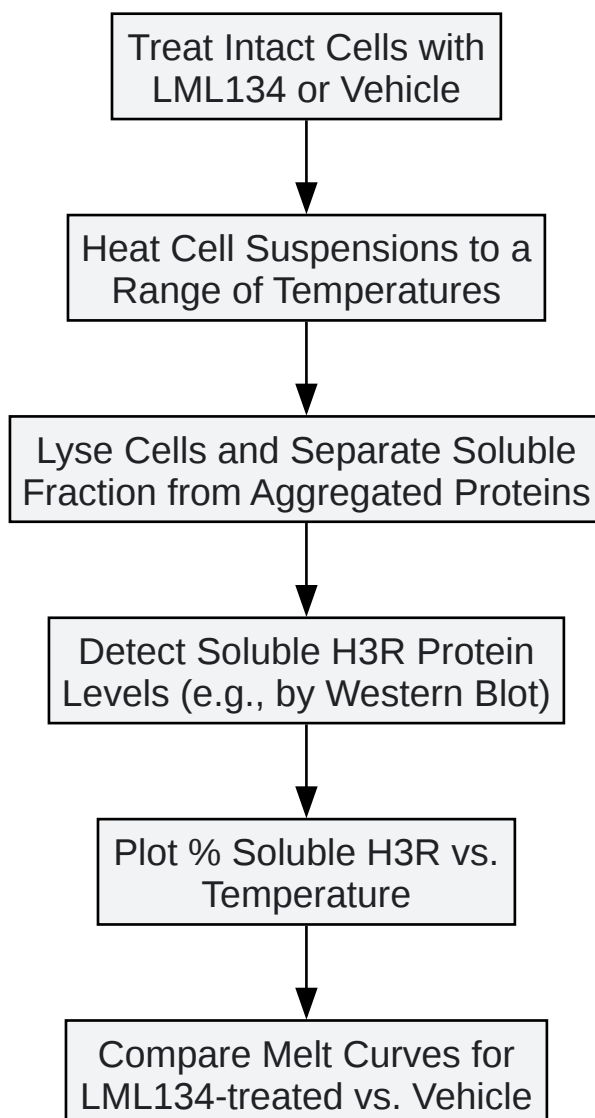 Treat Intact Cells with
LML134 or Vehicle
Heat Cell Suspensions to a
Range of Temperatures
Lyse Cells and Separate Soluble
Fraction from Aggregated Proteins
Detect Soluble H3R Protein
Levels (e.g., by Western Blot)
Plot % Soluble H3R vs.
Temperature
Compare Melt Curves for
LML134-treated vs. Vehicle